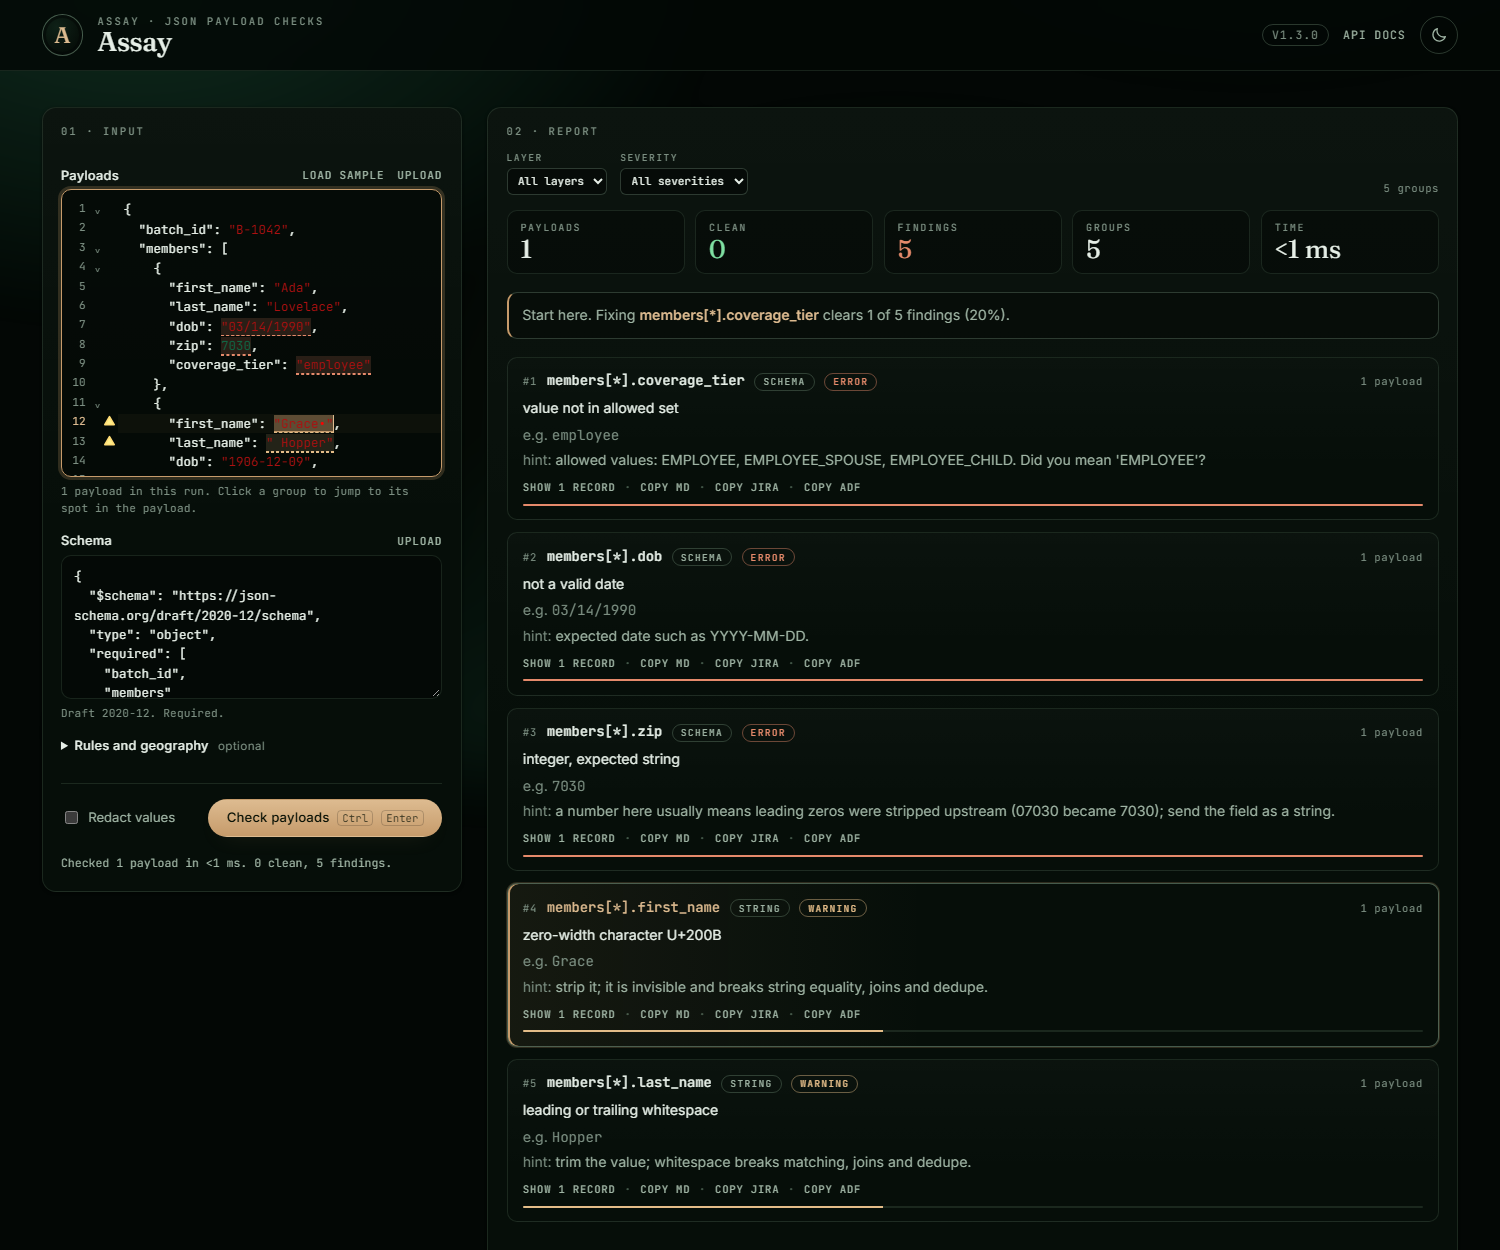 A
ASSAY · JSON PAYLOAD CHECKS
Assay
V1.3.0
API DOCS
01 · INPUT
Payloads
LOAD SAMPLE
UPLOAD
1 {
2 "batch_id": "B-1042",
3 "members": [
4 {
5 "first_name": "Ada",
6 "last_name": "Lovelace",
7 "dob": "03/14/1990",
8 "zip": 7030,
9 "coverage_tier": "employee"
10 },
11 {
12 "first_name": "Grace",
13 "last_name": " Hopper",
14 "dob": "1906-12-09",
1 payload in this run. Click a group to jump to its
spot in the payload.
Schema
UPLOAD
{
"$schema": "https://json-
schema.org/draft/2020-12/schema",
"type": "object",
"required": [
"batch_id",
"members"
Draft 2020-12. Required.
Rules and geography optional
Redact values
Check payloads Ctrl Enter
Checked 1 payload in <1 ms. 0 clean, 5 findings.
02 · REPORT
LAYER
SEVERITY
All layers
All severities
5 groups
PAYLOADS
1
CLEAN
0
FINDINGS
5
GROUPS
5
TIME
<1 ms
Start here. Fixing members[*].coverage_tier clears 1 of 5 findings (20%).
#1 members[*].coverage_tier SCHEMA ERROR 1 payload
value not in allowed set
e.g. employee
hint: allowed values: EMPLOYEE, EMPLOYEE_SPOUSE, EMPLOYEE_CHILD. Did you mean 'EMPLOYEE'?
SHOW 1 RECORD · COPY MD · COPY JIRA · COPY ADF
#2 members[*].dob SCHEMA ERROR 1 payload
not a valid date
e.g. 03/14/1990
hint: expected date such as YYYY-MM-DD.
SHOW 1 RECORD · COPY MD · COPY JIRA · COPY ADF
#3 members[*].zip SCHEMA ERROR 1 payload
integer, expected string
e.g. 7030
hint: a number here usually means leading zeros were stripped upstream (07030 became 7030); send the field as a string.
SHOW 1 RECORD · COPY MD · COPY JIRA · COPY ADF
#4 members[*].first_name STRING WARNING 1 payload
zero-width character U+200B
e.g. Grace
hint: strip it; it is invisible and breaks string equality, joins and dedupe.
SHOW 1 RECORD · COPY MD · COPY JIRA · COPY ADF
#5 members[*].last_name STRING WARNING 1 payload
leading or trailing whitespace
e.g. Hopper
hint: trim the value; whitespace breaks matching, joins and dedupe.
SHOW 1 RECORD · COPY MD · COPY JIRA · COPY ADF